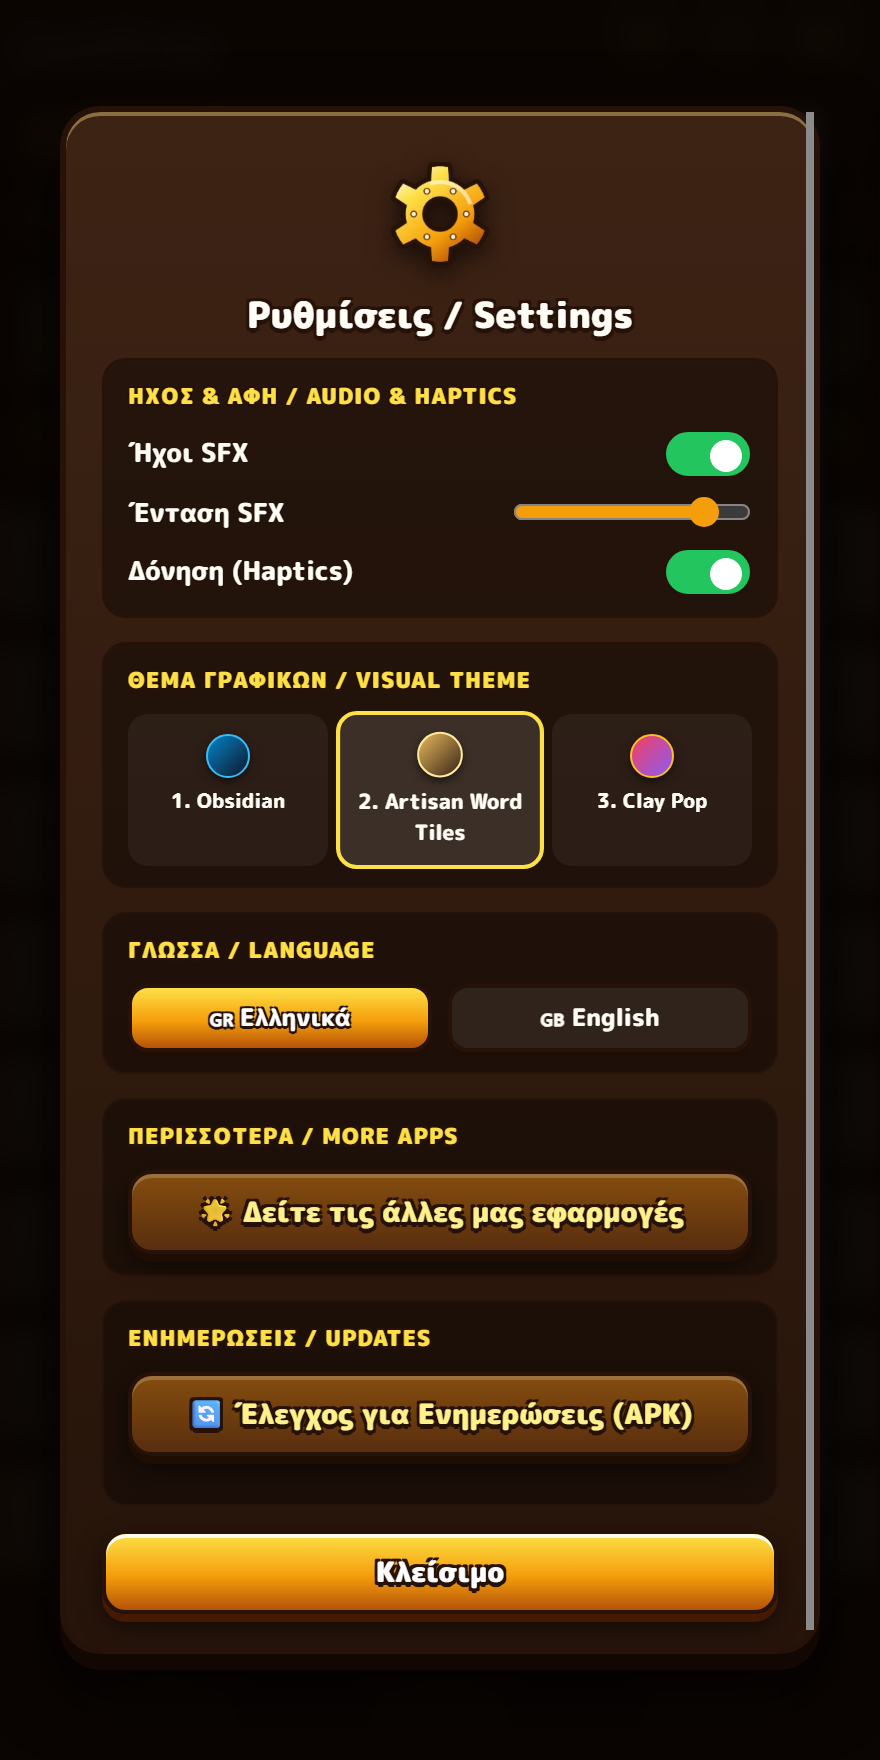 Ρυθμίσεις / Settings
ΗΧΟΣ & ΑΦΗ / AUDIO & HAPTICS
Ήχοι SFX
Ένταση SFX
Δόνηση (Haptics)
ΘΕΜΑ ΓΡΑΦΙΚΩΝ / VISUAL THEME
1. Obsidian
2. Artisan Word
Tiles
3. Clay Pop
ΓΛΩΣΣΑ / LANGUAGE
GR Ελληνικά
GB English
ΠΕΡΙΣΣΟΤΕΡΑ / MORE APPS
🌟 Δείτε τις άλλες μας εφαρμογές
ΕΝΗΜΕΡΩΣΕΙΣ / UPDATES
🔄 Έλεγχος για Ενημερώσεις (APK)
Κλείσιμο